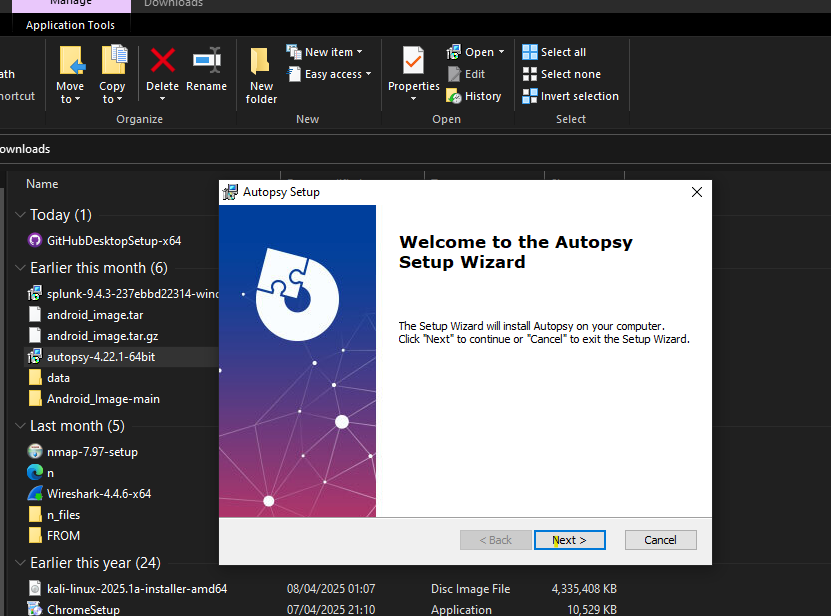 Manage
Downloads
Application Tools
Move to
Copy to
Delete
Rename
New folder
New item
Easy access
Properties
Open
Edit
History
Select all
Select none
Invert selection
Organize
New
Open
Select
ownloads
Name
Today (1)
GitHubDesktopSetup-x64
Earlier this month (6)
splunk-9.4.3-237ebbd22314-wind
android_image.tar
android_image.tar.gz
autopsy-4.22.1-64bit
data
Android_Image-main
Last month (5)
nmap-7.97-setup
n
Wireshark-4.4.6-x64
n_files
FROM
Earlier this year (24)
kali-linux-2025.1a-installer-amd64 08/04/2025 01:07 Disc Image File 4,335,408 KB
ChromeSetup 07/04/2025 21:10 Application 10,529 KB
Autopsy Setup
Welcome to the Autopsy
Setup Wizard
The Setup Wizard will install Autopsy on your computer.
Click "Next" to continue or "Cancel" to exit the Setup Wizard.
< Back
Next >
Cancel